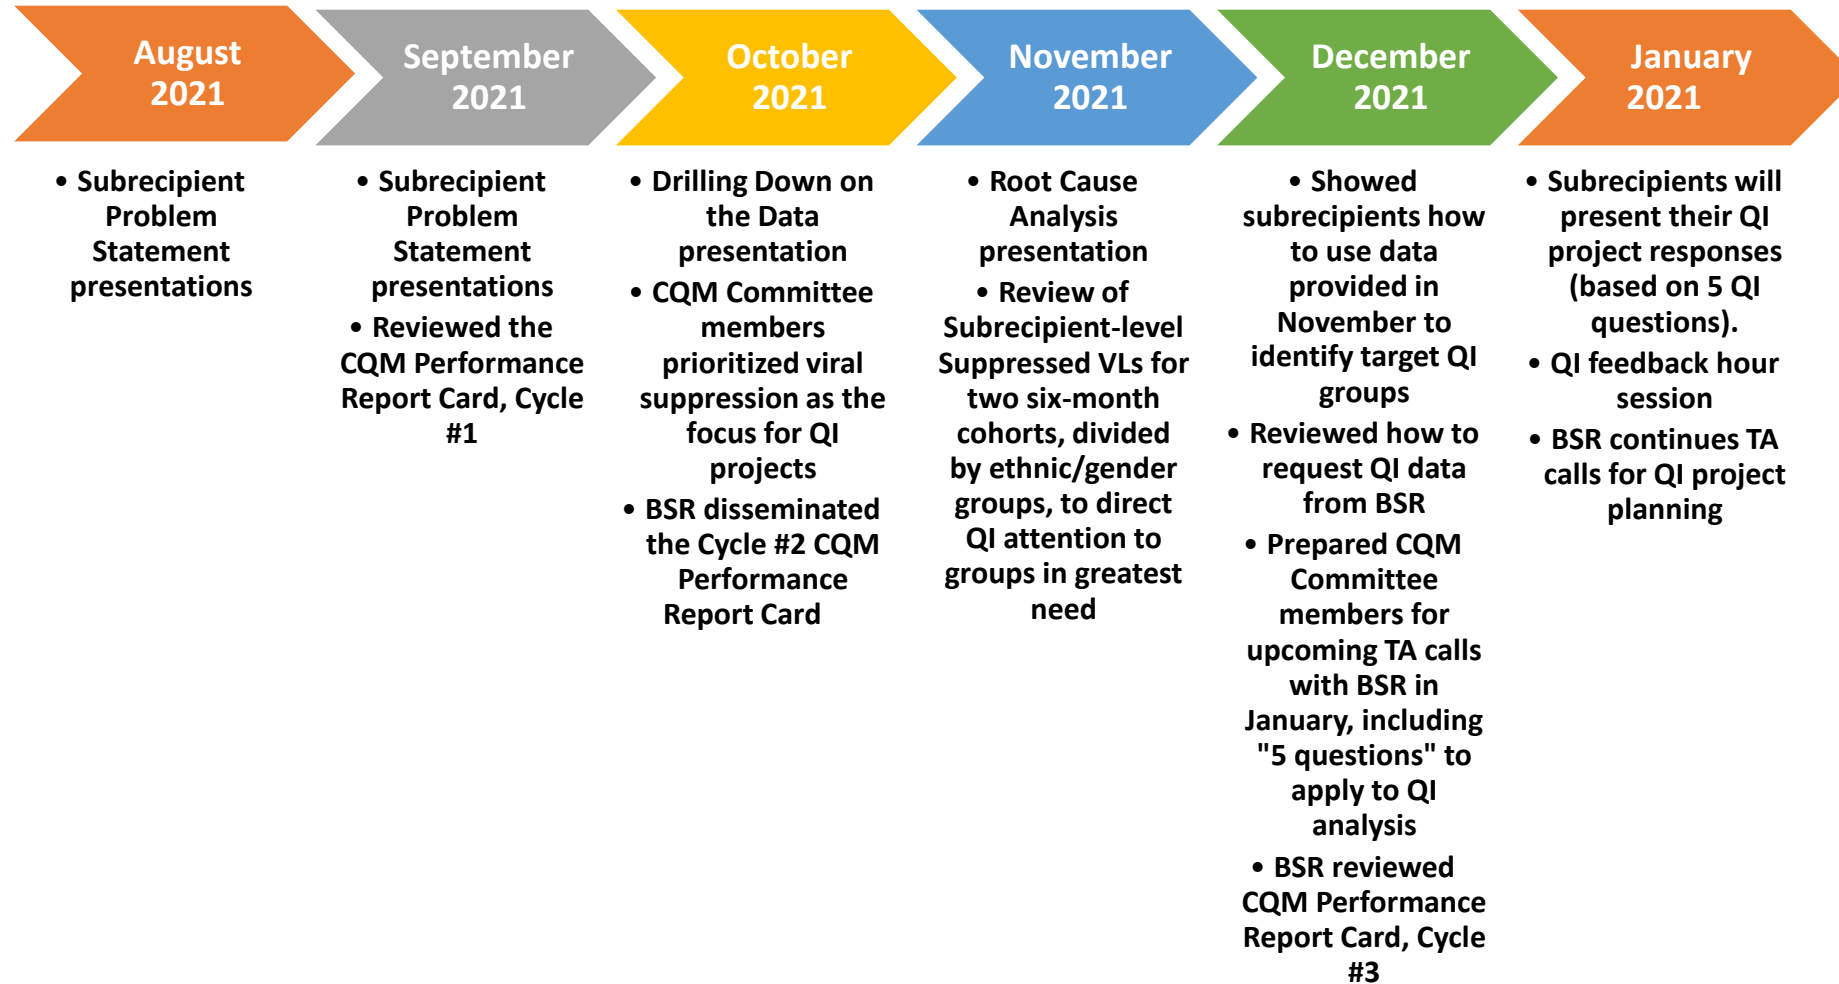 August
2021
• Subrecipient
Problem
Statement
presentations
September
2021
• Subrecipient
Problem
Statement
presentations
• Reviewed the
CQM Performance
Report Card, Cycle
#1
October
2021
• Drilling Down on
the Data
presentation
• CQM Committee
members
prioritized viral
suppression as the
focus for QI
projects
• BSR disseminated
the Cycle #2 CQM
Performance
Report Card
November
2021
• Root Cause
Analysis
presentation
• Review of
Subrecipient-level
Suppressed VLs for
two six-month
cohorts, divided
by ethnic/gender
groups, to direct
QI attention to
groups in greatest
need
December
2021
• Showed
subrecipients how
to use data
provided in
November to
identify target QI
groups
• Reviewed how to
request QI data
from BSR
• Prepared CQM
Committee
members for
upcoming TA calls
with BSR in
January, including
"5 questions" to
apply to QI
analysis
• BSR reviewed
CQM Performance
Report Card, Cycle
#3
January
2021
• Subrecipients will
present their QI
project responses
(based on 5 QI
questions).
• QI feedback hour
session
• BSR continues TA
calls for QI project
planning